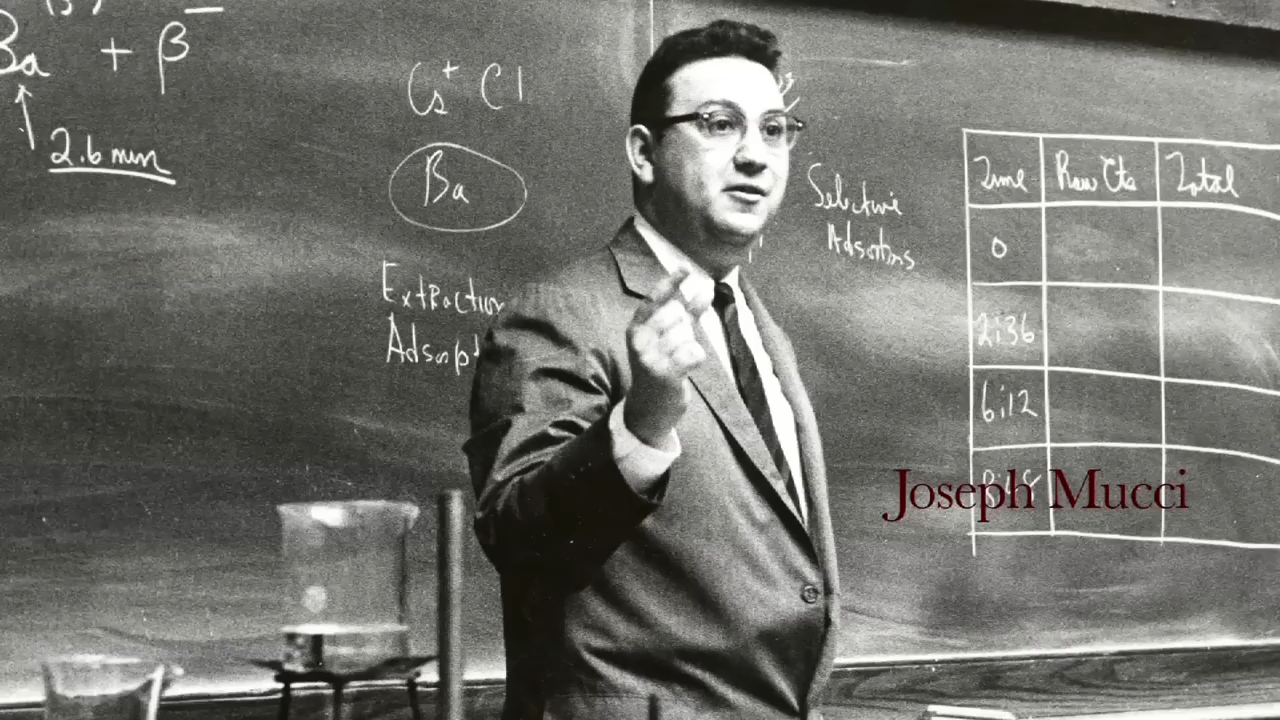 Ba + β⁻
2.6 min
Cs⁺ Cl
Ba
Extraction
Adsorpt
Selective
Time Raw Cts Total
0
2:36
6:12
Joseph Mucci